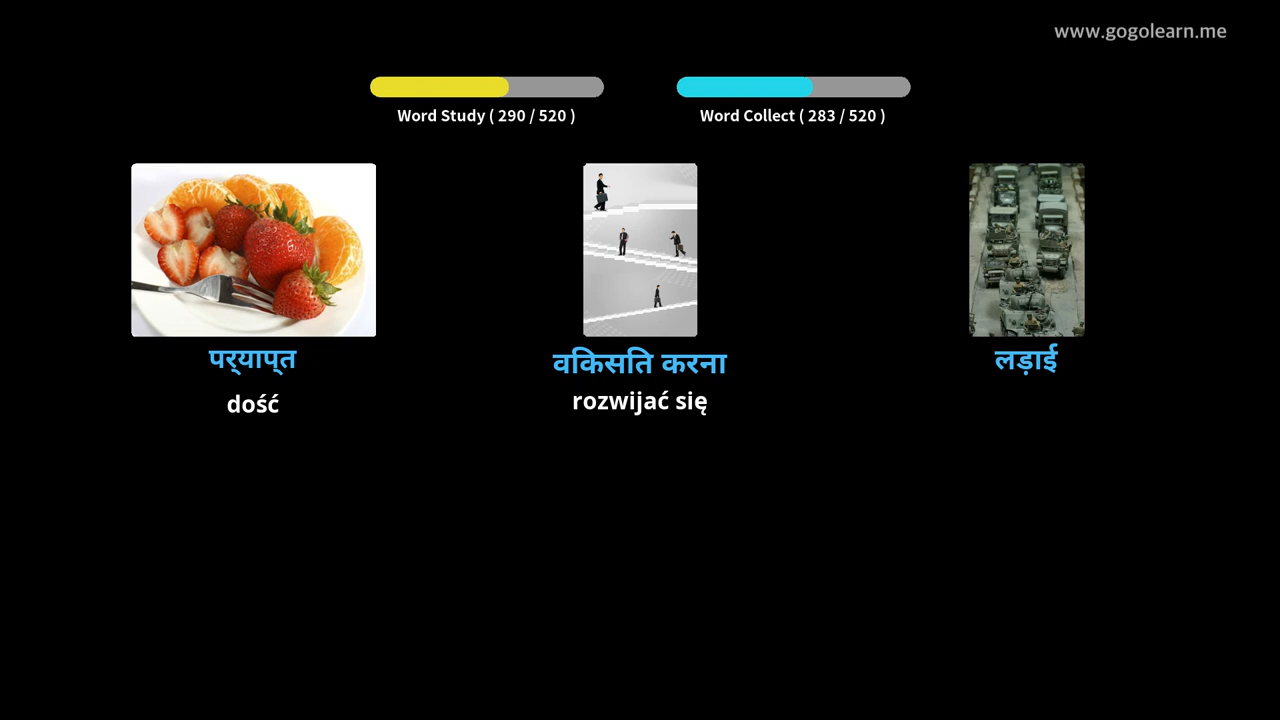 www.gogolearn.me
Word Study ( 290 / 520 )
Word Collect ( 283 / 520 )
पर्‌याप्‌त
विकसित करना
लड़ाई
dość
rozwijać się